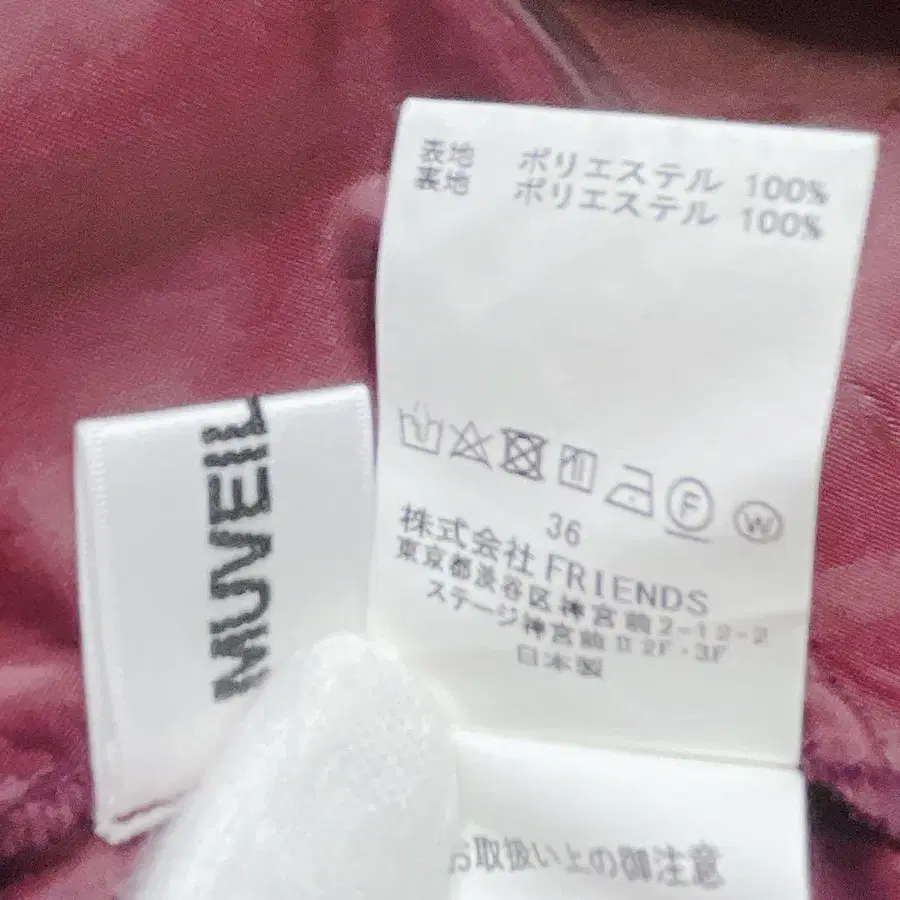 表地 ポリエステル 100%
裏地 ポリエステル 100%
F W
36
株式会社 FRIENDS
東京都渋谷区神宮前2-12-2
ステージ神宮前Ⅱ2F・3F
日本製
MUVEIL
お取扱い上の御注意